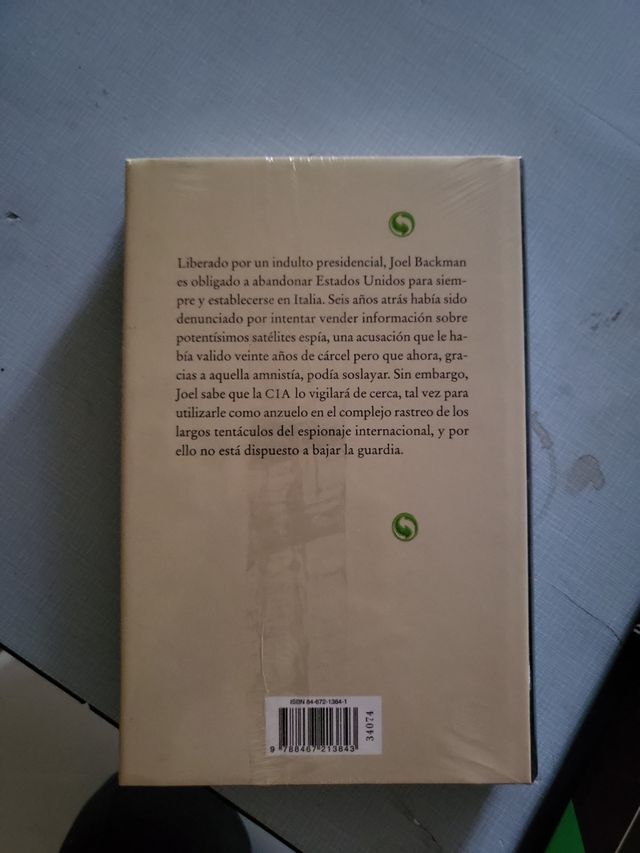 Liberado por un indulto presidencial, Joel Backman
es obligado a abandonar Estados Unidos para siem-
pre y establecerse en Italia. Seis años atrás había sido
denunciado por intentar vender información sobre
potentísimos satélites espía, una acusación que le ha-
bía valido veinte años de cárcel pero que ahora, gra-
cias a aquella amnistía, podía soslayar. Sin embargo,
Joel sabe que la CIA lo vigilará de cerca, tal vez para
utilizarle como anzuelo en el complejo rastreo de los
largos tentáculos del espionaje internacional, y por
ello no está dispuesto a bajar la guardia.
ISBN 84-672-1384-1
34074
9 788467 213843